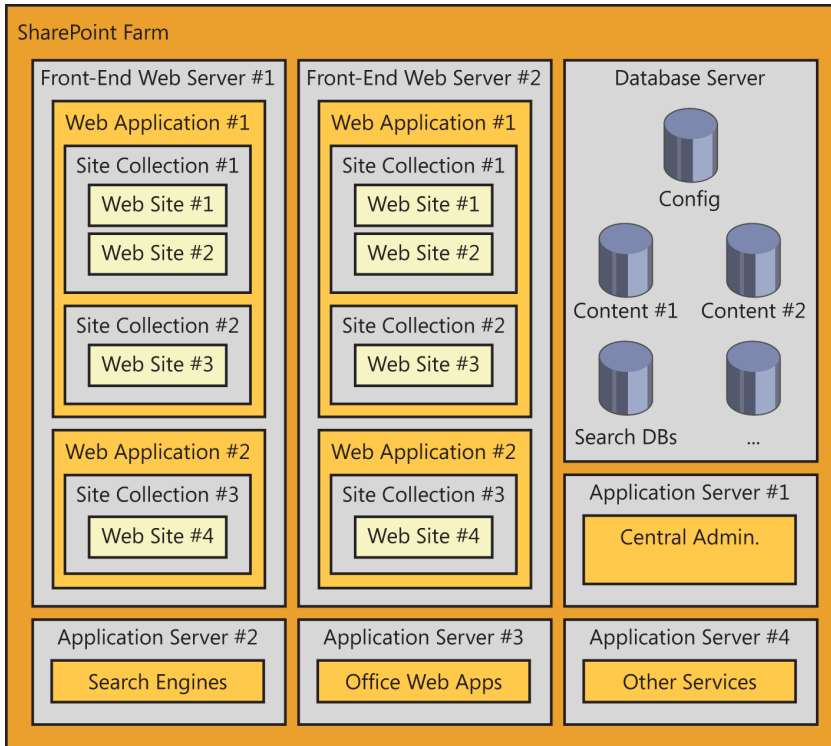 SharePoint Farm
Front-End Web Server #1
Web Application #1
Site Collection #1
Web Site #1
Web Site #2
Site Collection #2
Web Site #3
Web Application #2
Site Collection #3
Web Site #4
Front-End Web Server #2
Web Application #1
Site Collection #1
Web Site #1
Web Site #2
Site Collection #2
Web Site #3
Web Application #2
Site Collection #3
Web Site #4
Database Server
Config
Content #1
Content #2
Search DBs
...
Application Server #1
Central Admin.
Application Server #2
Search Engines
Application Server #3
Office Web Apps
Application Server #4
Other Services